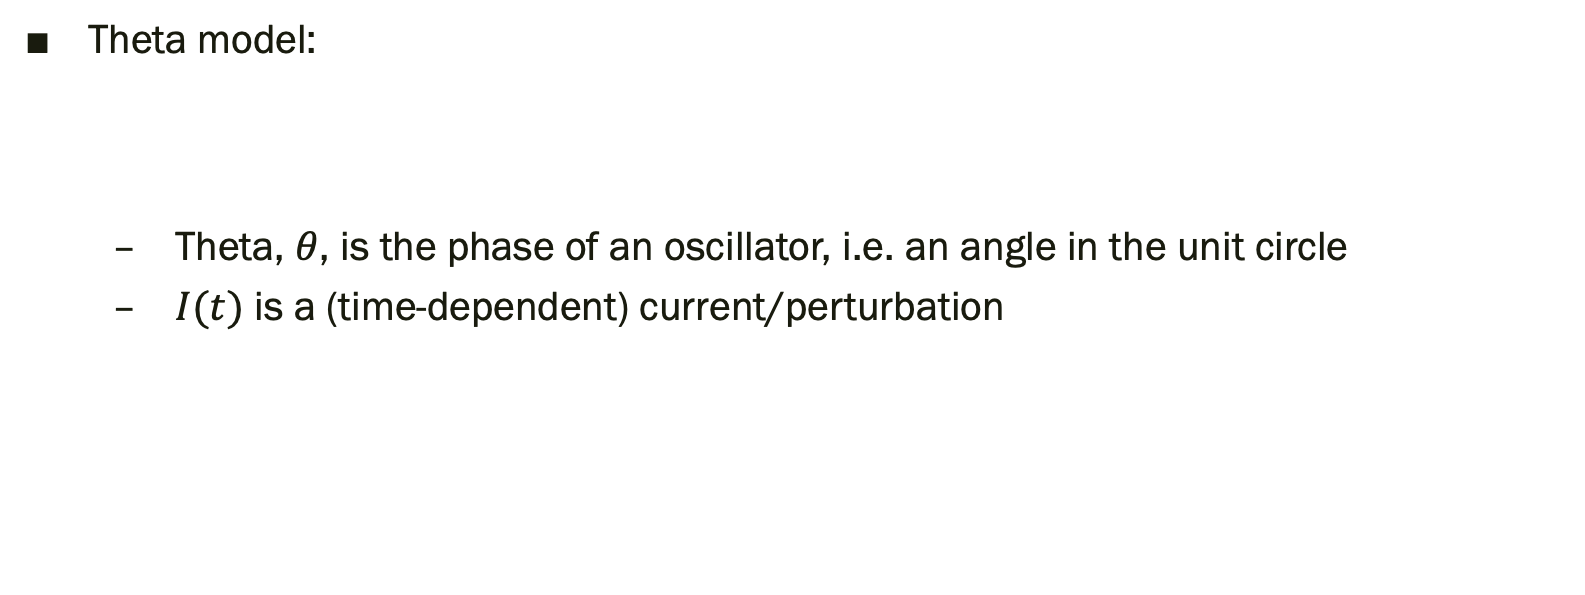 ■ Theta model:
– Theta, θ, is the phase of an oscillator, i.e. an angle in the unit circle
– I(t) is a (time-dependent) current/perturbation